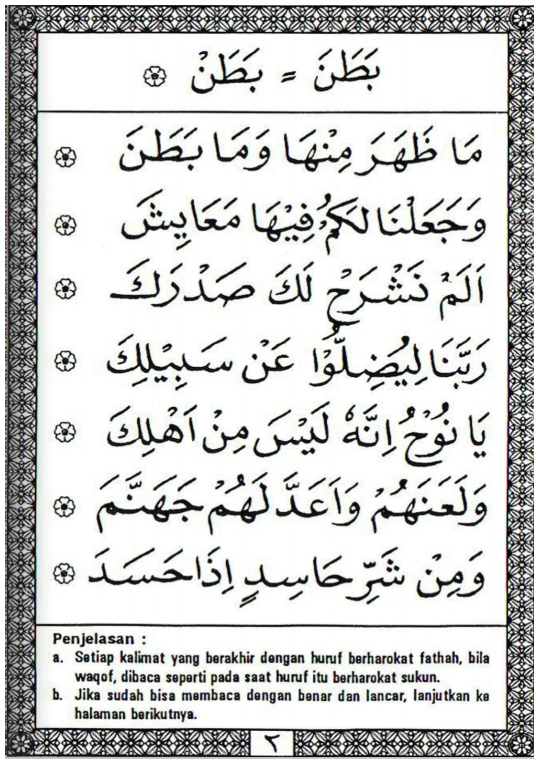 بَطَنَ = بَطَنْ
مَا ظَهَرَ مِنْهَا وَمَا بَطَنَ
وَجَعَلْنَا لَكُمْ فِيْهَا مَعَايِشَ
اَلَمْ نَشْرَحْ لَكَ صَدْرَكَ
رَبَّنَا لِيُضِلُّوْا عَنْ سَبِيْلِكَ
يَا نُوْحُ اِنَّهٗ لَيْسَ مِنْ اَهْلِكَ
وَلَعَنَهُمْ وَاَعَدَّ لَهُمْ جَهَنَّمَ
وَمِنْ شَرِّ حَاسِدٍ اِذَا حَسَدَ
Penjelasan :
a. Setiap kalimat yang berakhir dengan huruf berharokat fathah, bila
waqof, dibaca seperti pada saat huruf itu berharokat sukun.
b. Jika sudah bisa membaca dengan benar dan lancar, lanjutkan ke
halaman berikutnya.
٢